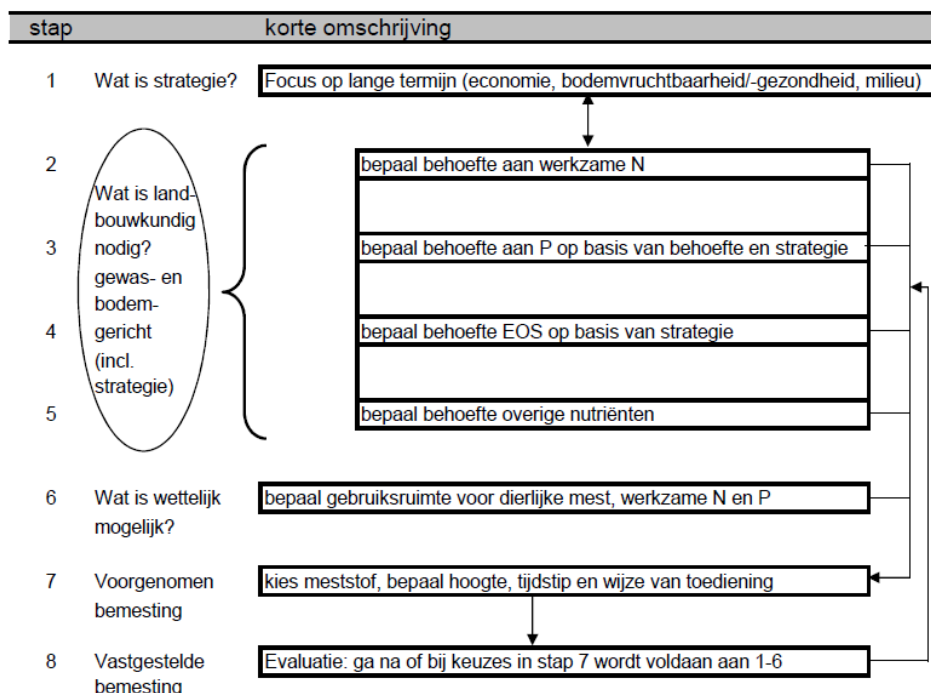 stap korte omschrijving
1 Wat is strategie? Focus op lange termijn (economie, bodemvruchtbaarheid/-gezondheid, milieu)
2 bepaal behoefte aan werkzame N
Wat is land-
bouwkundig
3 nodig? bepaal behoefte aan P op basis van behoefte en strategie
gewas- en
bodem-
4 gericht bepaal behoefte EOS op basis van strategie
(incl.
strategie)
5 bepaal behoefte overige nutriënten
6 Wat is wettelijk bepaal gebruiksruimte voor dierlijke mest, werkzame N en P
mogelijk?
7 Voorgenomen kies meststof, bepaal hoogte, tijdstip en wijze van toediening
bemesting
8 Vastgestelde Evaluatie: ga na of bij keuzes in stap 7 wordt voldaan aan 1-6
bemesting